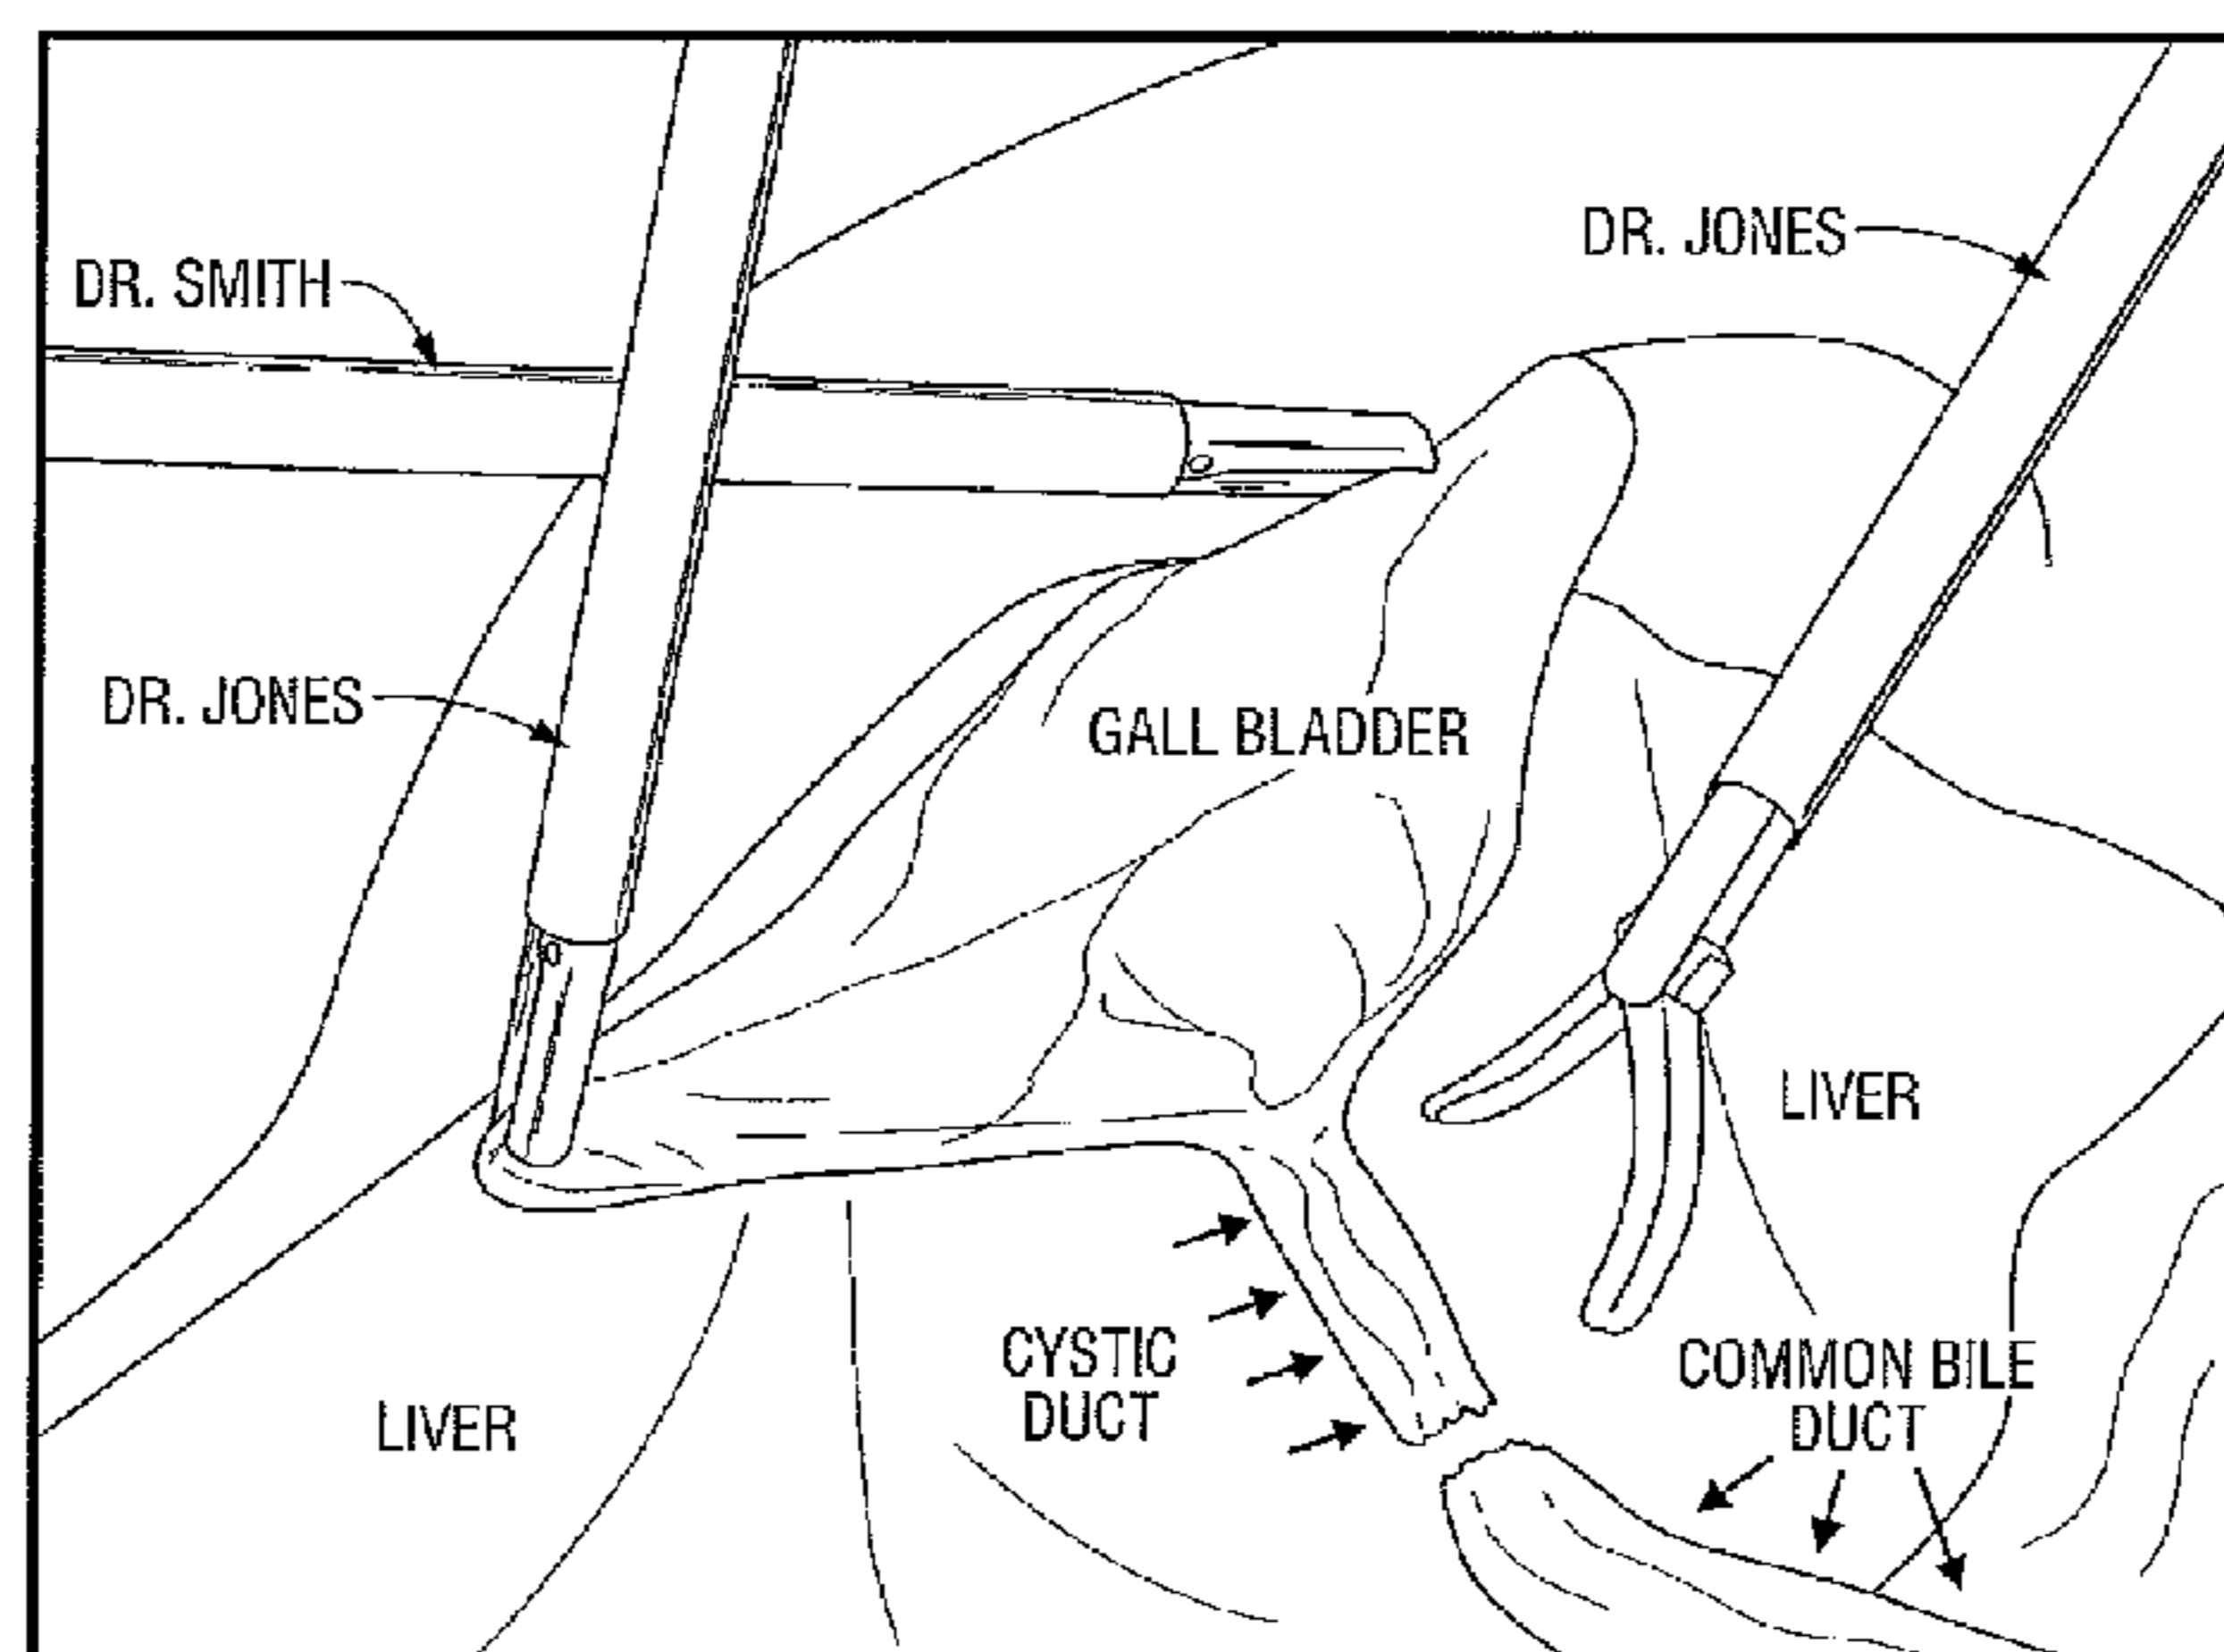 DR. JONES
DR. SMITH
DR. JONES
GALL BLADDER
LIVER
CYSTIC
DUCT
COMMON BILE
DUCT
LIVER